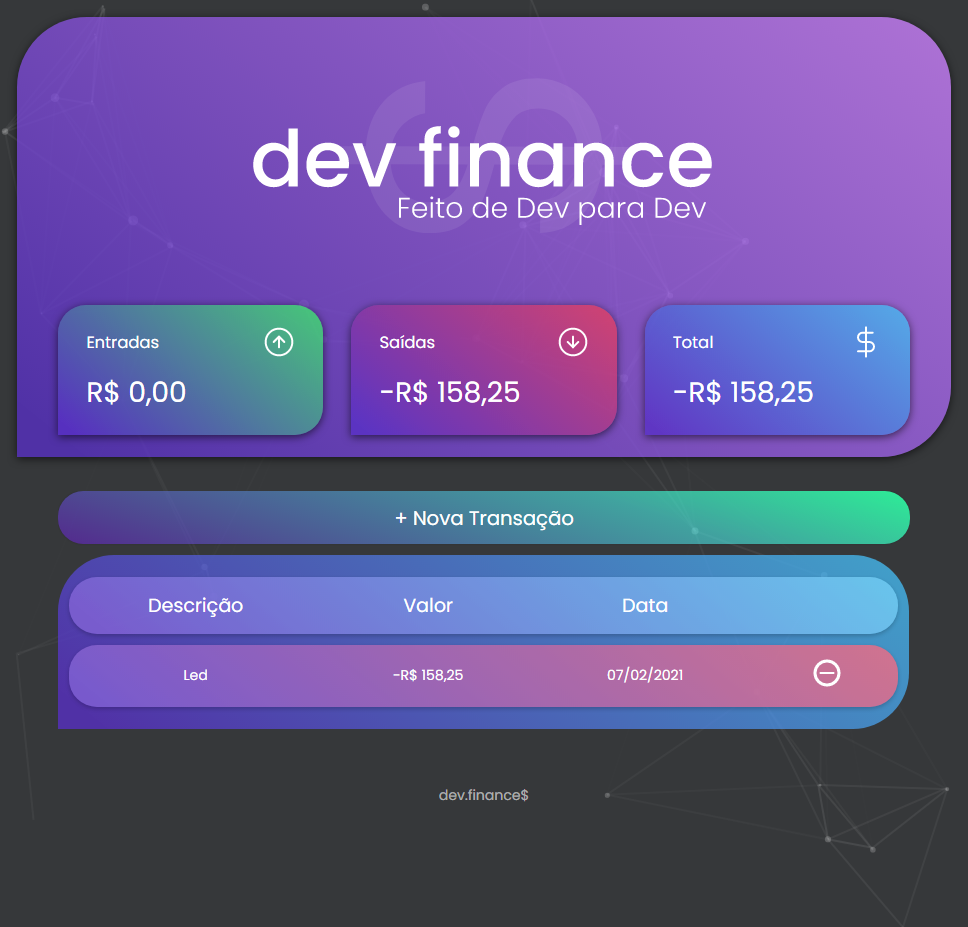 dev finance
Feito de Dev para Dev
Entradas
R$ 0,00
Saídas
-R$ 158,25
Total
-R$ 158,25
+ Nova Transação
Descrição Valor Data
Led -R$ 158,25 07/02/2021
dev.finance$